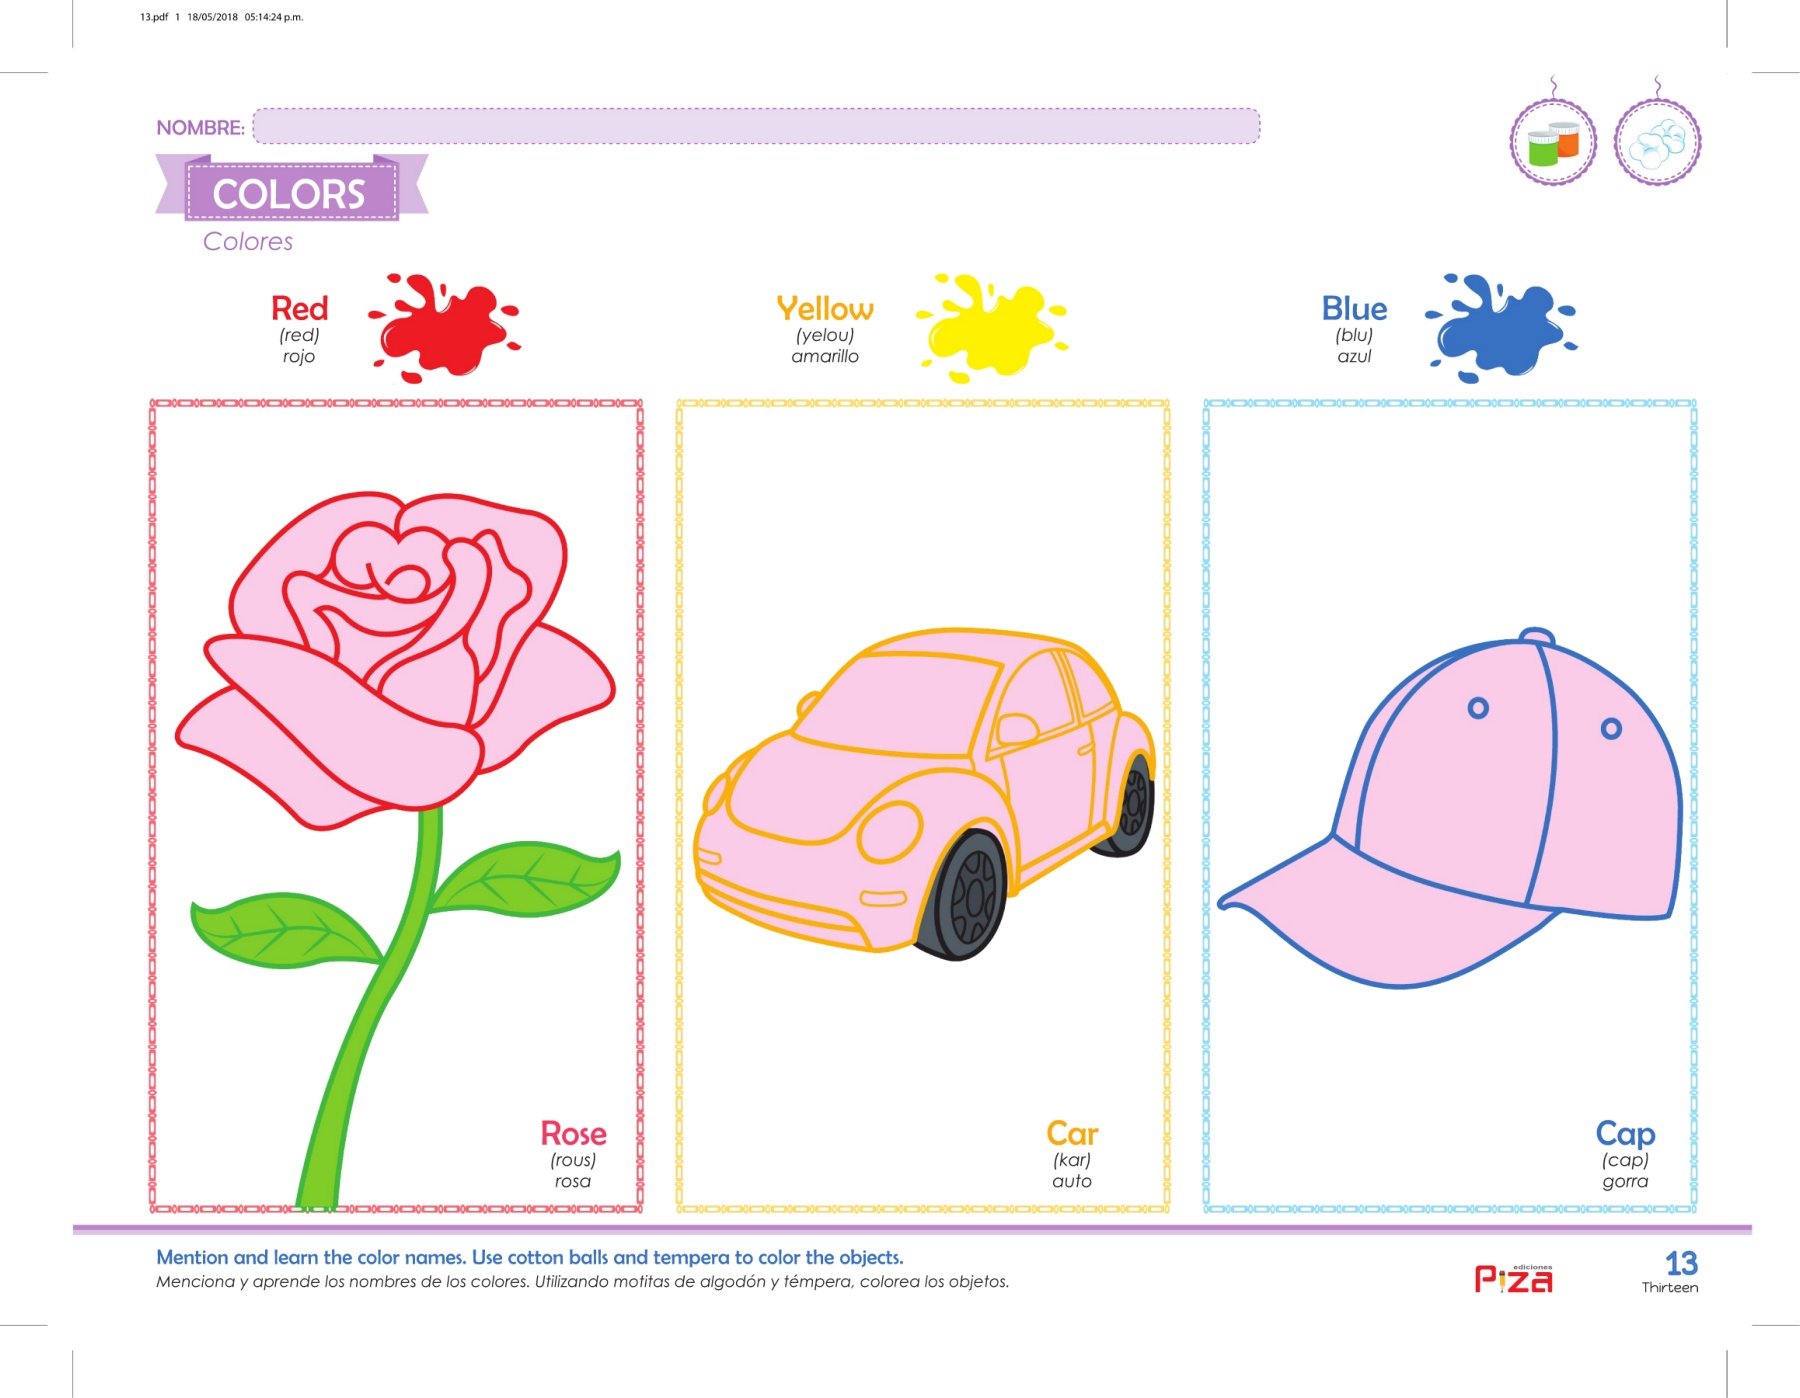 13.pdf 1 18/05/2018 05:14:24 p.m.
NOMBRE:
COLORS
Colores
Red
(red)
rojo
Yellow
(yelou)
amarillo
Blue
(blu)
azul
Rose
(rous)
rosa
Car
(kar)
auto
Cap
(cap)
gorra
Mention and learn the color names. Use cotton balls and tempera to color the objects.
Menciona y aprende los nombres de los colores. Utilizando motitas de algodón y témpera, colorea los objetos.
ediciones
Piza
13
Thirteen